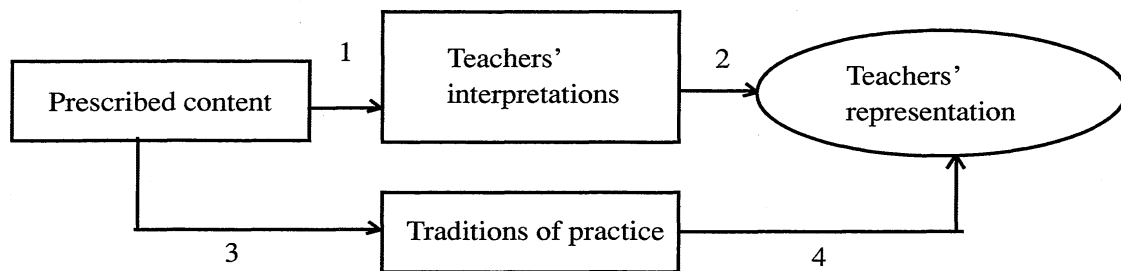 1
Teachers’
interpretations
2
Teachers’
representation
Prescribed content
Traditions of practice
3
4